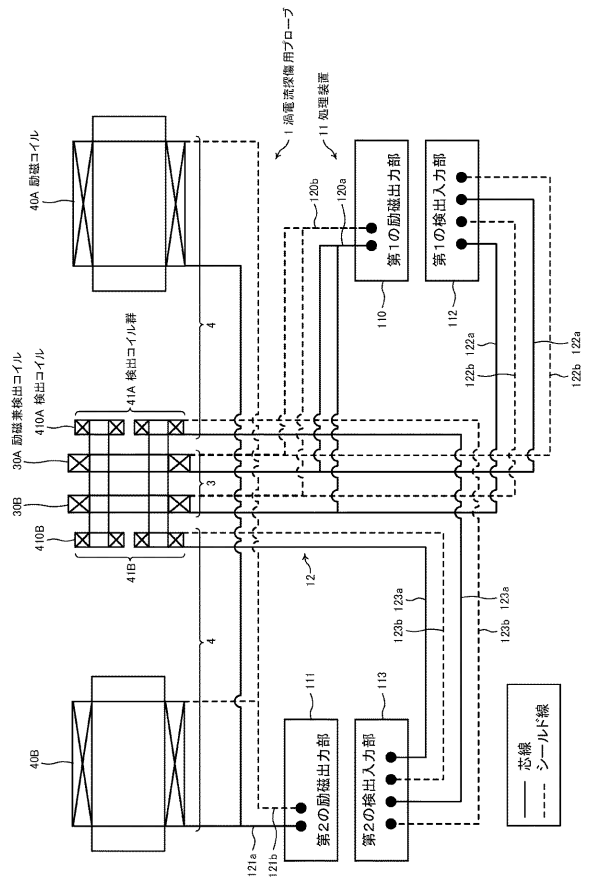 40A 励磁コイル
4
1 渦電流探傷用プローブ
11 処理装置
120b
120a
第1の励磁出力部
110
第1の検出入力部
112
122a
122b
122a
122b
41A 検出コイル群
410A 検出コイル
30A 励磁兼検出コイル
30B
3
410B
41B
12
4
123a
123b
123a
123b
40B
111
第2の励磁出力部
113
第2の検出入力部
121a
121b
芯線
シールド線